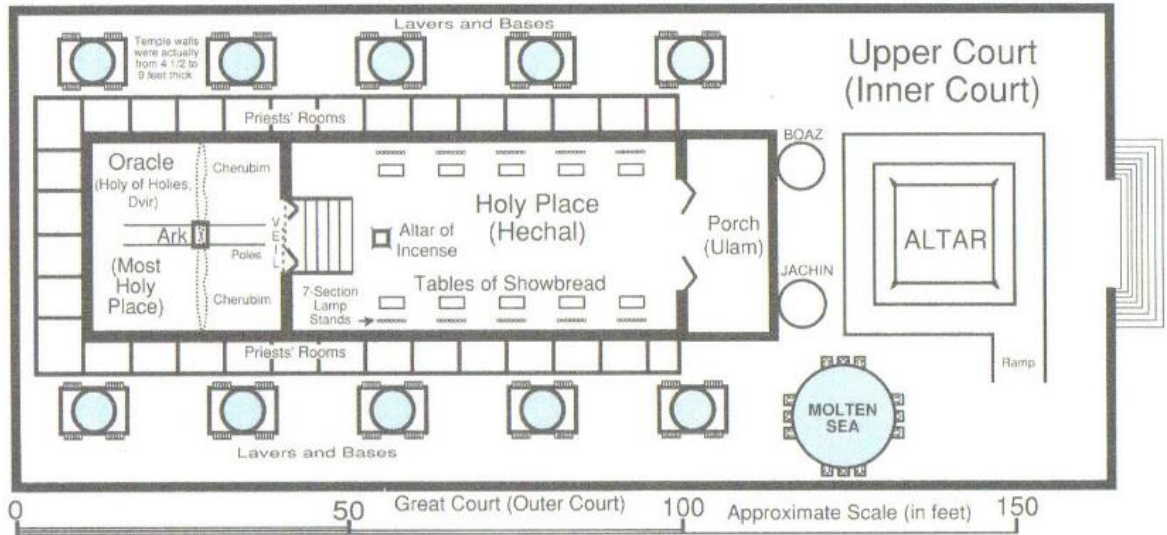 Lavers and Bases
Temple walls
were actually
from 4 1/2 to
9 feet thick
Upper Court
(Inner Court)
Priests' Rooms
BOAZ
Oracle
(Holy of Holies,
Dvir)
Cherubim
Ark
Poles
VEIL
(Most
Holy
Place)
Cherubim
Altar of
Incense
Holy Place
(Hechal)
Tables of Showbread
7-Section
Lamp
Stands
Porch
(Ulam)
ALTAR
JACHIN
Priests' Rooms
Ramp
MOLTEN
SEA
Lavers and Bases
0
50
Great Court (Outer Court)
100
Approximate Scale (in feet)
150